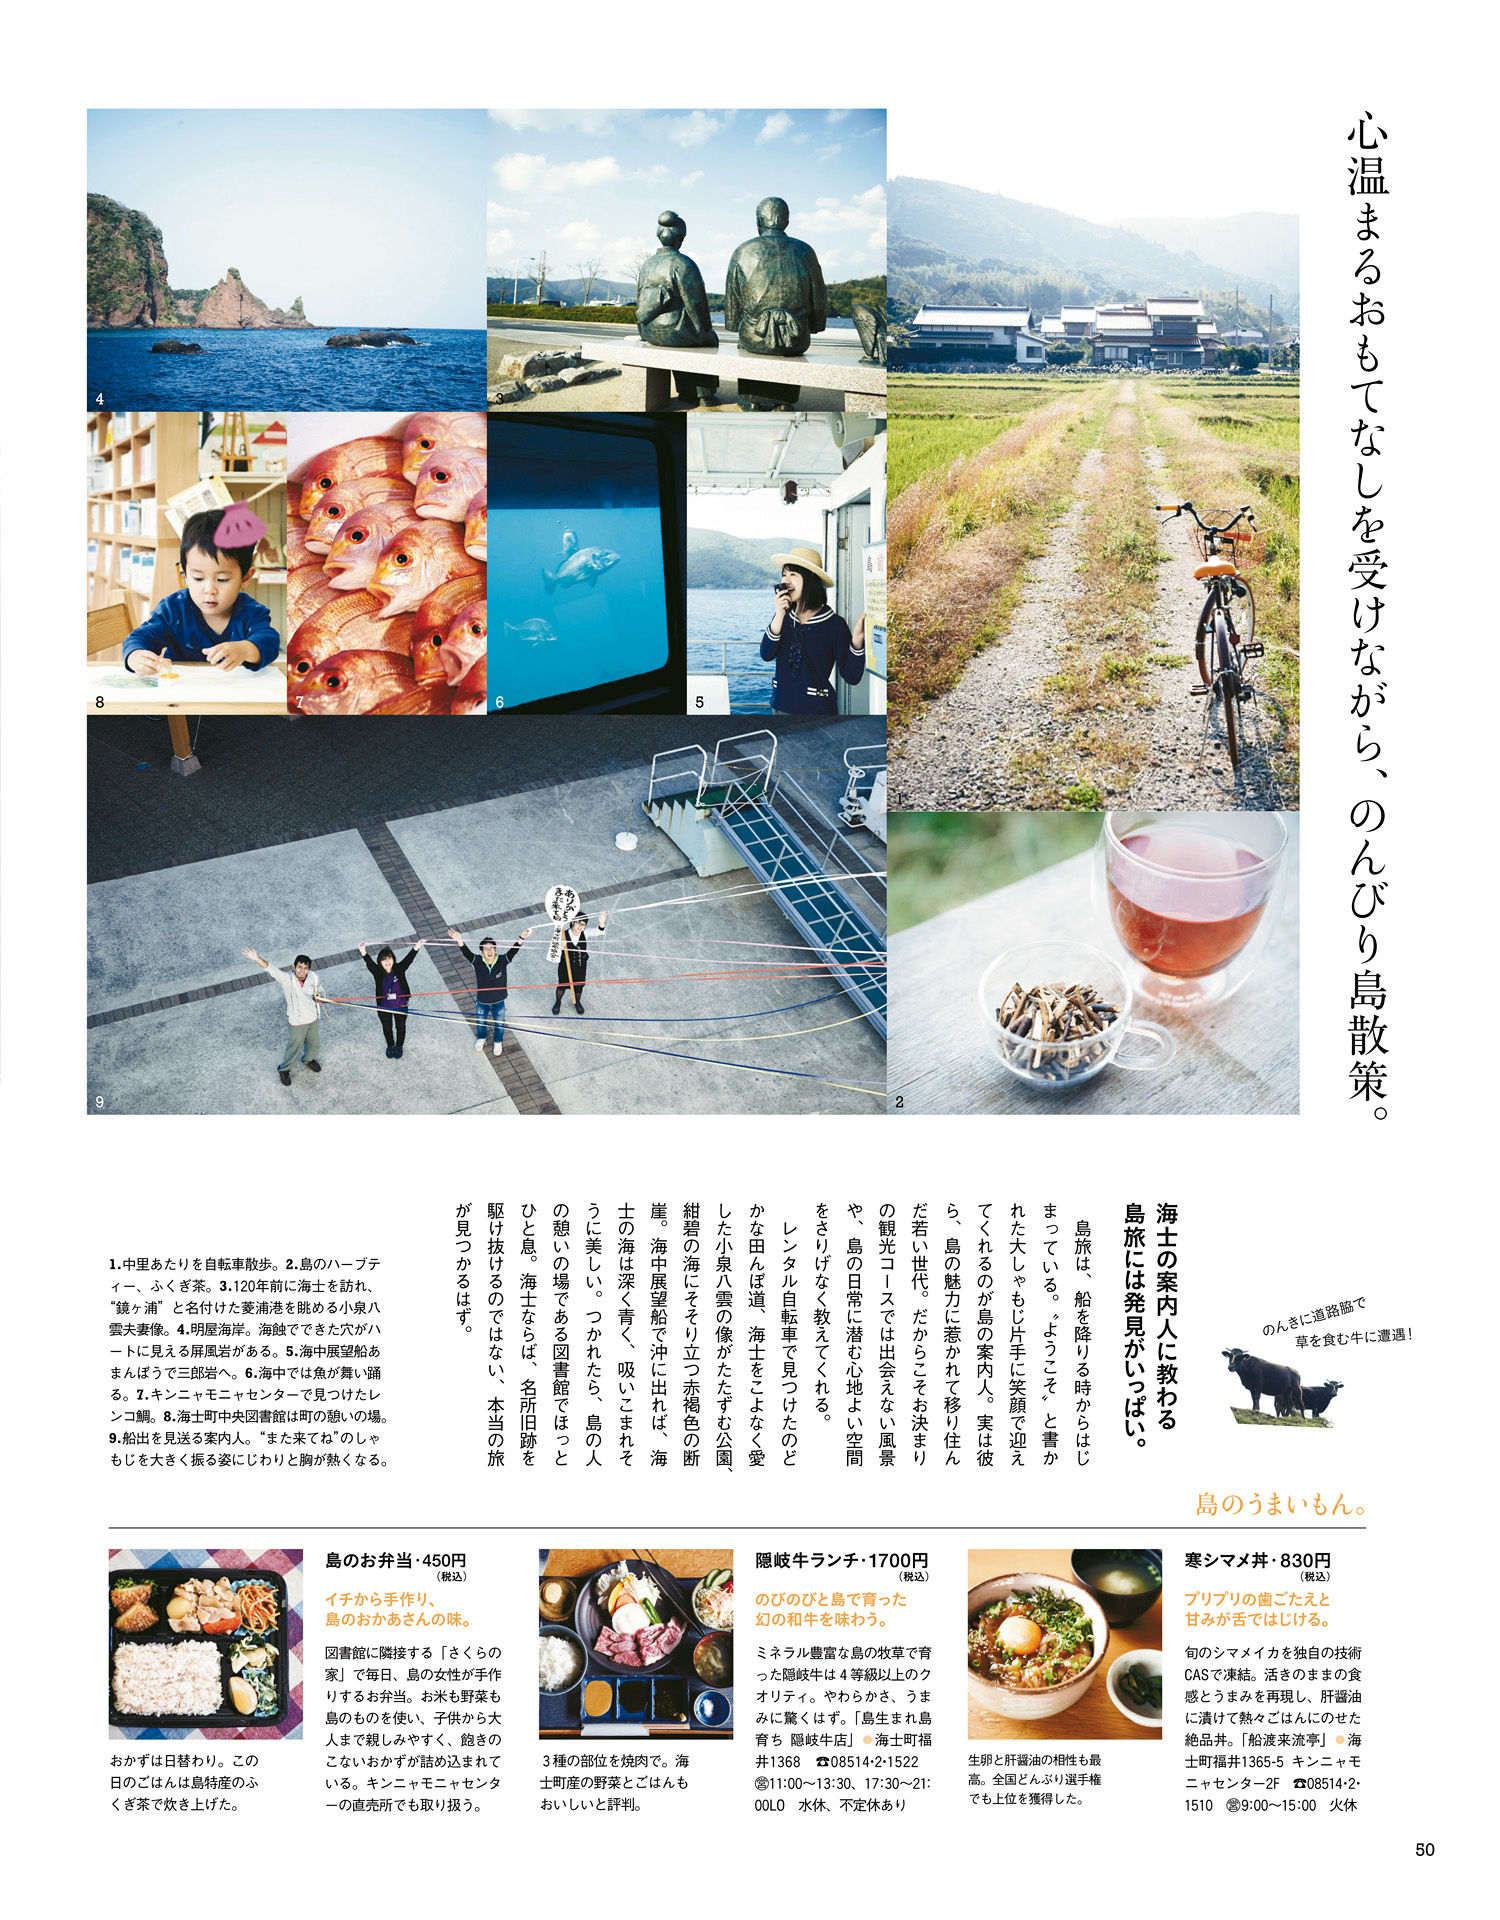 心温まるおもてなしを受けながら、のんびり島散策。
4
3
8
7
6
5
1
9
2
ありがとう
また来てね
海士の案内人に教わる
島旅には発見がいっぱい。
島旅は、船を降りる時からはじ
まっている。〝ようこそ〟と書か
れた大しゃもじ片手に笑顔で迎え
てくれるのが島の案内人。実は彼
ら、島の魅力に惹かれて移り住ん
だ若い世代。だからこそお決まり
の観光コースでは出会えない風景
や、島の日常に潜む心地よい空間
をさりげなく教えてくれる。
レンタル自転車で見つけたのど
かな田んぼ道、海士をこよなく愛
した小泉八雲の像がたたずむ公園、
紺碧の海にそそり立つ赤褐色の断
崖。海中展望船で沖に出れば、海
士の海は深く青く、吸いこまれそ
うに美しい。つかれたら、島の人
の憩いの場である図書館でほっと
ひと息。海士ならば、名所旧跡を
駆け抜けるのではない、本当の旅
が見つかるはず。
のんきに道路脇で
草を食む牛に遭遇！
1.中里あたりを自転車散歩。2.島のハーブテ
ィー、ふくぎ茶。3.120年前に海士を訪れ、
“鏡ヶ浦”と名付けた菱浦港を眺める小泉八
雲夫妻像。4.明屋海岸。海蝕でできた穴がハ
ートに見える屏風岩がある。5.海中展望船あ
まんぼうで三郎岩へ。6.海中では魚が舞い踊
る。7.キンニャモニャセンターで見つけたレ
ンコ鯛。8.海士町中央図書館は町の憩いの場。
9.船出を見送る案内人。“また来てね”のしゃ
もじを大きく振る姿にじわりと胸が熱くなる。
島のうまいもん。
島のお弁当・450円
（税込）
イチから手作り、
島のおかあさんの味。
図書館に隣接する「さくらの
家」で毎日、島の女性が手作
りするお弁当。お米も野菜も
島のものを使い、子供から大
人まで親しみやすく、飽きの
こないおかずが詰め込まれて
いる。キンニャモニャセンタ
ーの直売所でも取り扱う。
おかずは日替わり。この
日のごはんは島特産のふ
くぎ茶で炊き上げた。
隠岐牛ランチ・1700円
（税込）
のびのびと島で育った
幻の和牛を味わう。
ミネラル豊富な島の牧草で育
った隠岐牛は4等級以上のク
オリティ。やわらかさ、うま
みに驚くはず。「島生まれ島
育ち 隠岐牛店」●海士町福
井1368 ☎08514・2・1522
㊡11:00〜13:30、17:30〜21:
00LO 水休、不定休あり
3種の部位を焼肉で。海
士町産の野菜とごはんも
おいしいと評判。
寒シマメ丼・830円
（税込）
プリプリの歯ごたえと
甘みが舌ではじける。
旬のシマメイカを独自の技術
CASで凍結。活きのままの食
感とうまみを再現し、肝醤油
に漬けて熱々ごはんにのせた
絶品丼。「船渡来流亭」●海
士町福井1365-5 キンニャモ
ニャセンター2F ☎08514・2・
1510 ㊡9:00〜15:00 火休
生卵と肝醤油の相性も最
高。全国どんぶり選手権
でも上位を獲得した。
50